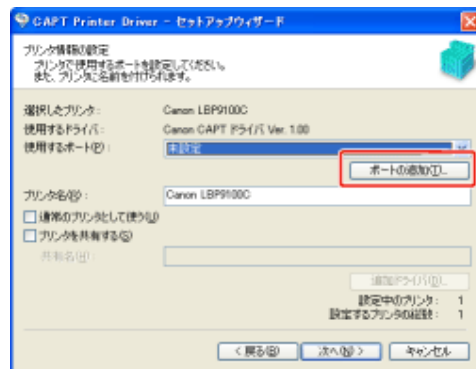 CAPT Printer Driver - セットアップウィザード
プリンタ情報の設定
プリンタで使用するポートを設定してください。
また、プリンタに名前を付けられます。
選択したプリンタ: Canon LBP9100C
使用するドライバ: Canon CAPT ドライバ Ver. 1.00
使用するポート(P): 未設定
ポートの追加(T)...
プリンタ名(R): Canon LBP9100C
通常のプリンタとして使う(U)
プリンタを共有する(S)
共有名(H):
追加ドライバ(D)...
設定中のプリンタ: 1
設定するプリンタの総数: 1
< 戻る(B) 次へ(N) > キャンセル